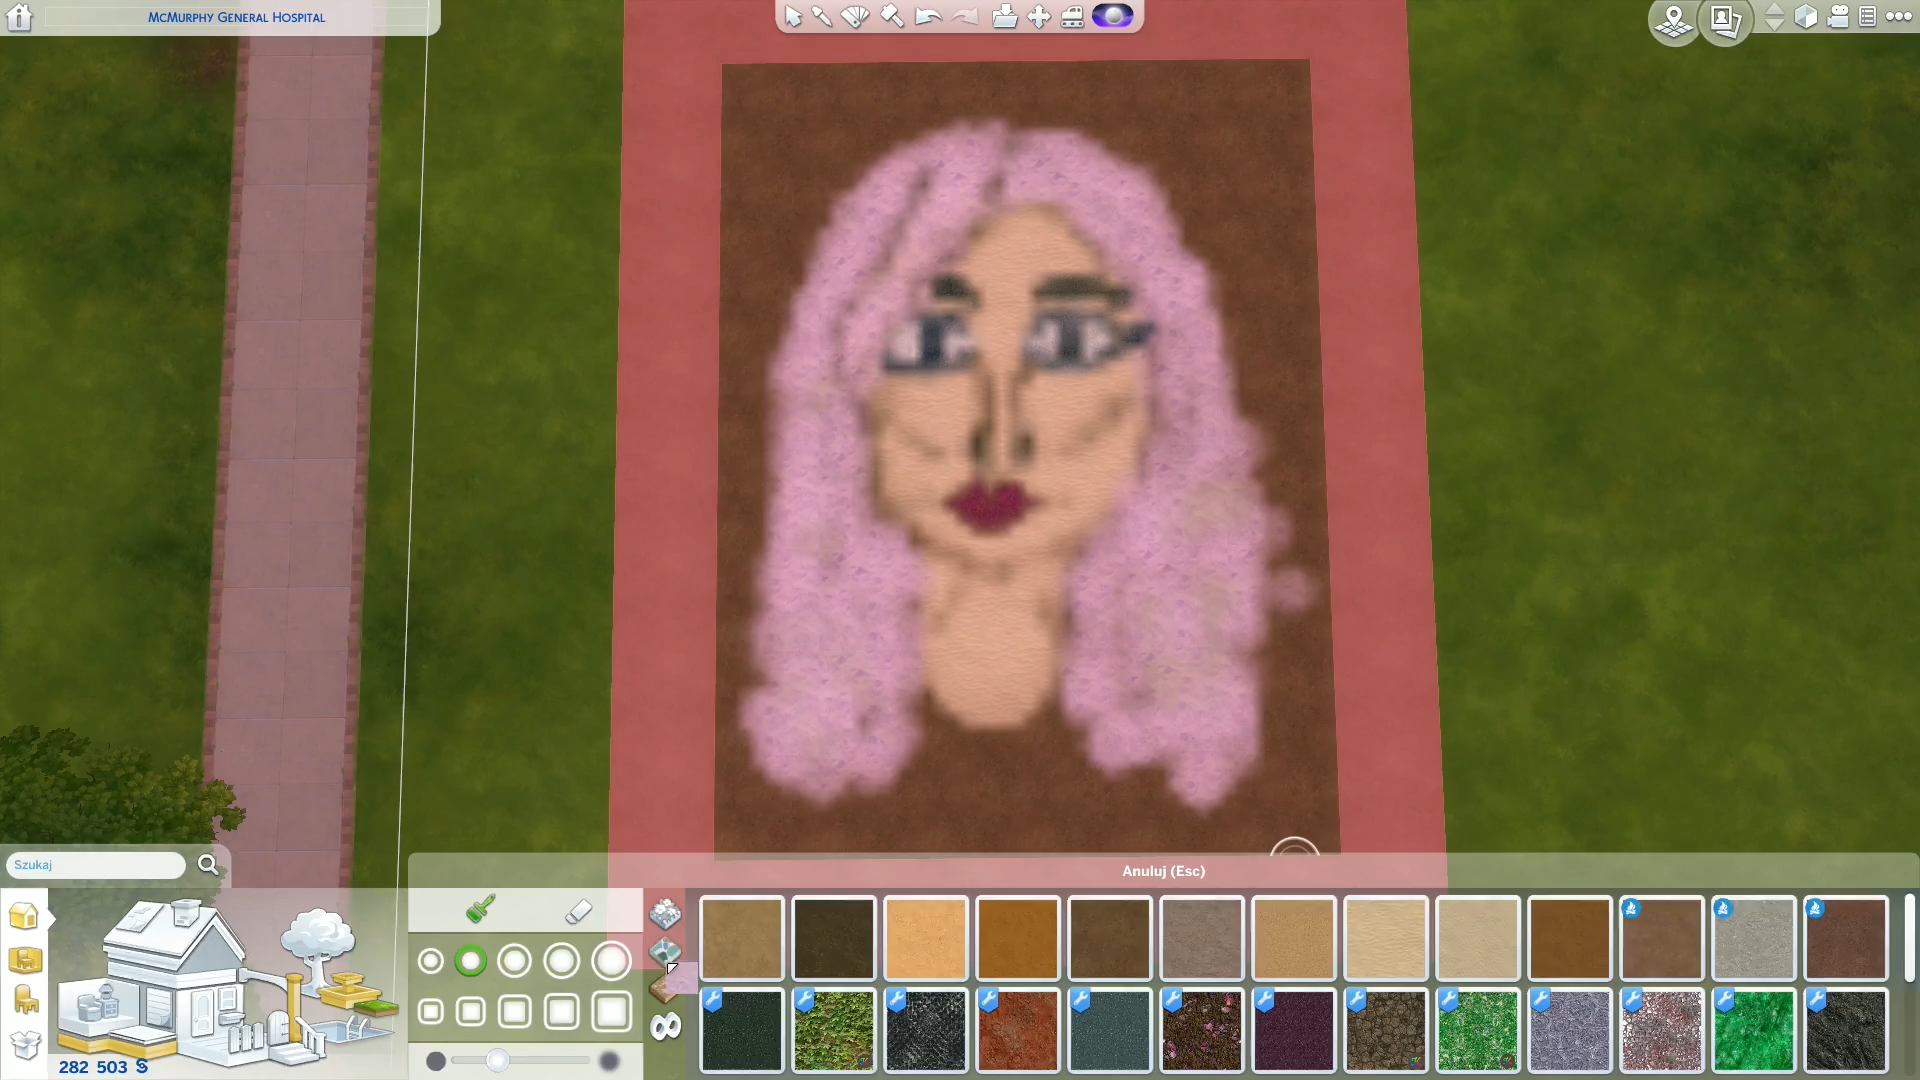 McMurphy General Hospital
Szukaj
Anuluj (Esc)
282 503 §